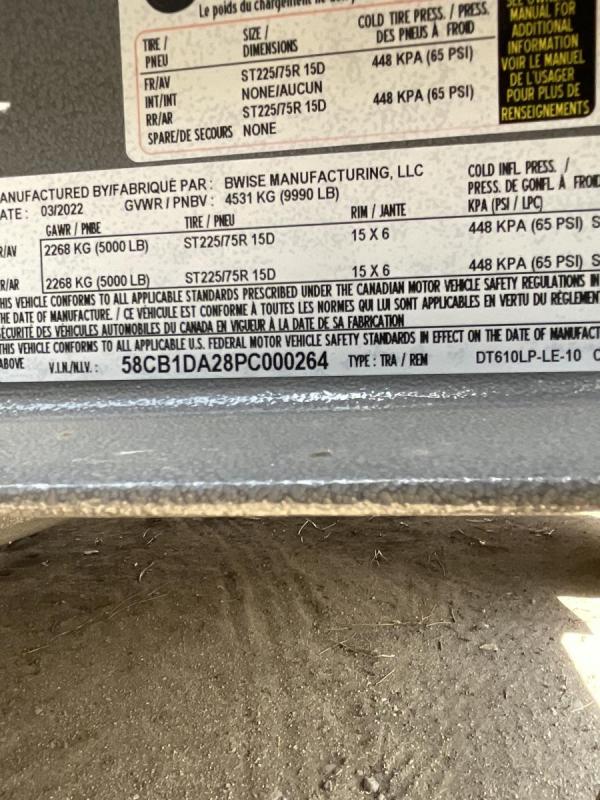 Le poids du chargement
TIRE / PNEU SIZE / DIMENSIONS COLD TIRE PRESS. / PRESS. DES PNEUS À FROID
FR/AV ST225/75R 15D 448 KPA (65 PSI)
INT/INT NONE/AUCUN
RR/AR ST225/75R 15D 448 KPA (65 PSI)
SPARE/DE SECOURS NONE
MANUAL FOR
ADDITIONAL
INFORMATION
VOIR LE MANUEL
DE L'USAGER
POUR PLUS DE
RENSEIGNEMENTS
ANUFACTURED BY/FABRIQUÉ PAR : BWISE MANUFACTURING, LLC
ATE : 03/2022 GVWR / PNBV : 4531 KG (9990 LB)
COLD INFL. PRESS. /
PRESS. DE GONFL. À FROID
GAWR / PNBE TIRE / PNEU RIM / JANTE KPA (PSI / LPC)
R/AV 2268 KG (5000 LB) ST225/75R 15D 15 X 6 448 KPA (65 PSI) S
R/AR 2268 KG (5000 LB) ST225/75R 15D 15 X 6 448 KPA (65 PSI) S
HIS VEHICLE CONFORMS TO ALL APPLICABLE STANDARDS PRESCRIBED UNDER THE CANADIAN MOTOR VEHICLE SAFETY REGULATIONS IN
HE DATE OF MANUFACTURE. / CE VÉHICULE EST CONFORME À TOUTES LES NORMES QUI LUI SONT APPLICABLES EN VERTU DU RÉGLEMENT
ÉCURITÉ DES VÉHICULES AUTOMOBILES DU CANADA EN VIGUEUR À LA DATE DE SA FABRICATION
THIS VEHICLE CONFORMS TO ALL APPLICABLE U.S. FEDERAL MOTOR VEHICLE SAFETY STANDARDS IN EFFECT ON THE DATE OF MANUFACT
ABOVE V.I.N./N.I.V. : 58CB1DA28PC000264 TYPE : TRA / REM DT610LP-LE-10